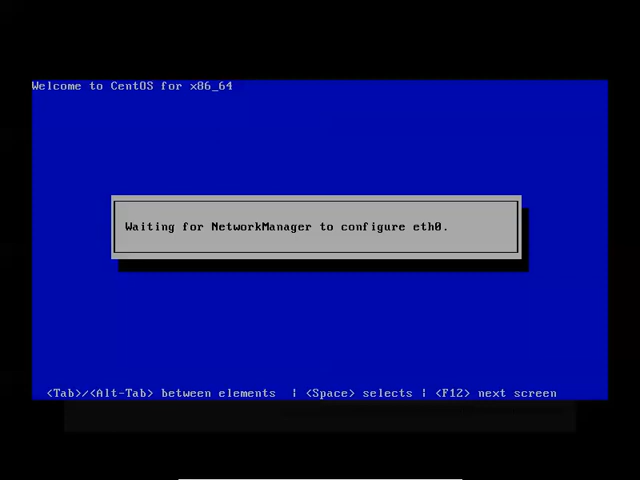 Welcome to CentOS for x86_64
Waiting for NetworkManager to configure eth0.
<Tab>/<Alt-Tab> between elements | <Space> selects | <F12> next screen